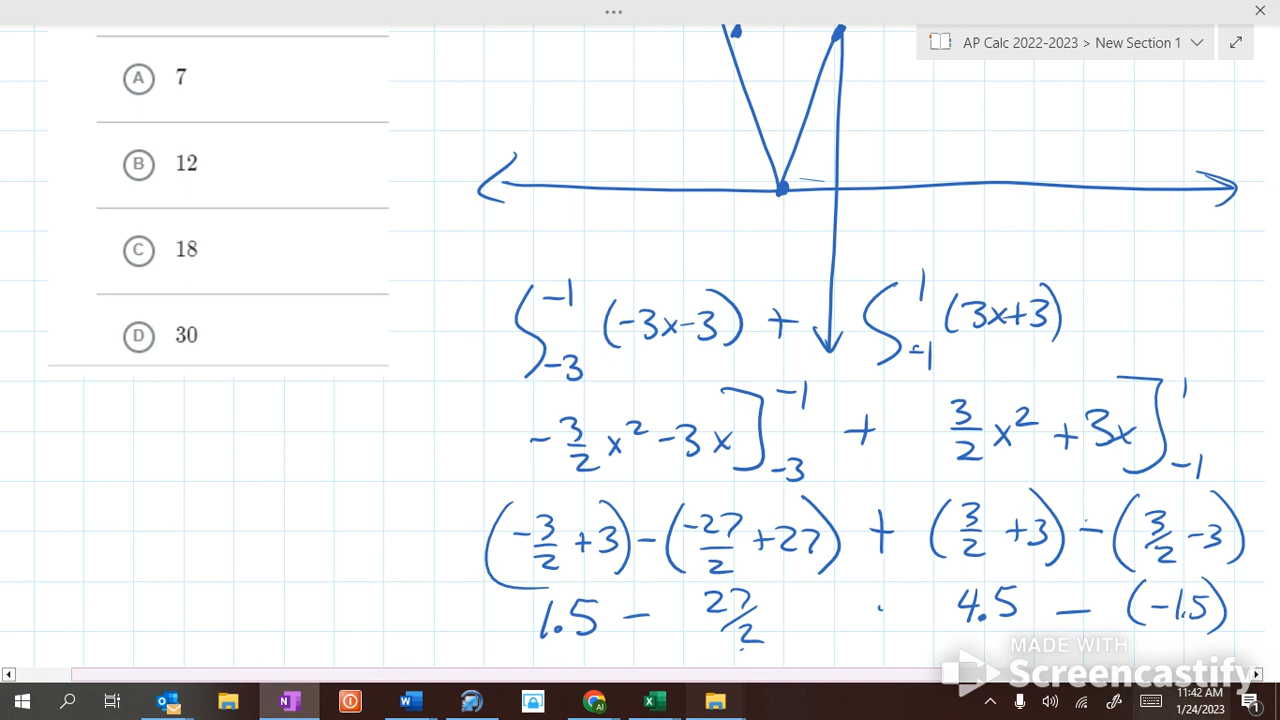 AP Calc 2022-2023 > New Section 1
A 7
B 12
C 18
D 30
∫_{-3}^{-1} (-3x-3) + ∫_{-1}^{1} (3x+3)
-3/2 x² - 3x ]_{-3}^{-1} + 3/2 x² + 3x ]_{-1}^{1}
(-3/2 + 3) - (-27/2 + 27) + (3/2 + 3) - (3/2 - 3)
1.5 - 27/2 4.5 - (-1.5)
MADE WITH
Screencastify
11:42 AM
1/24/2023